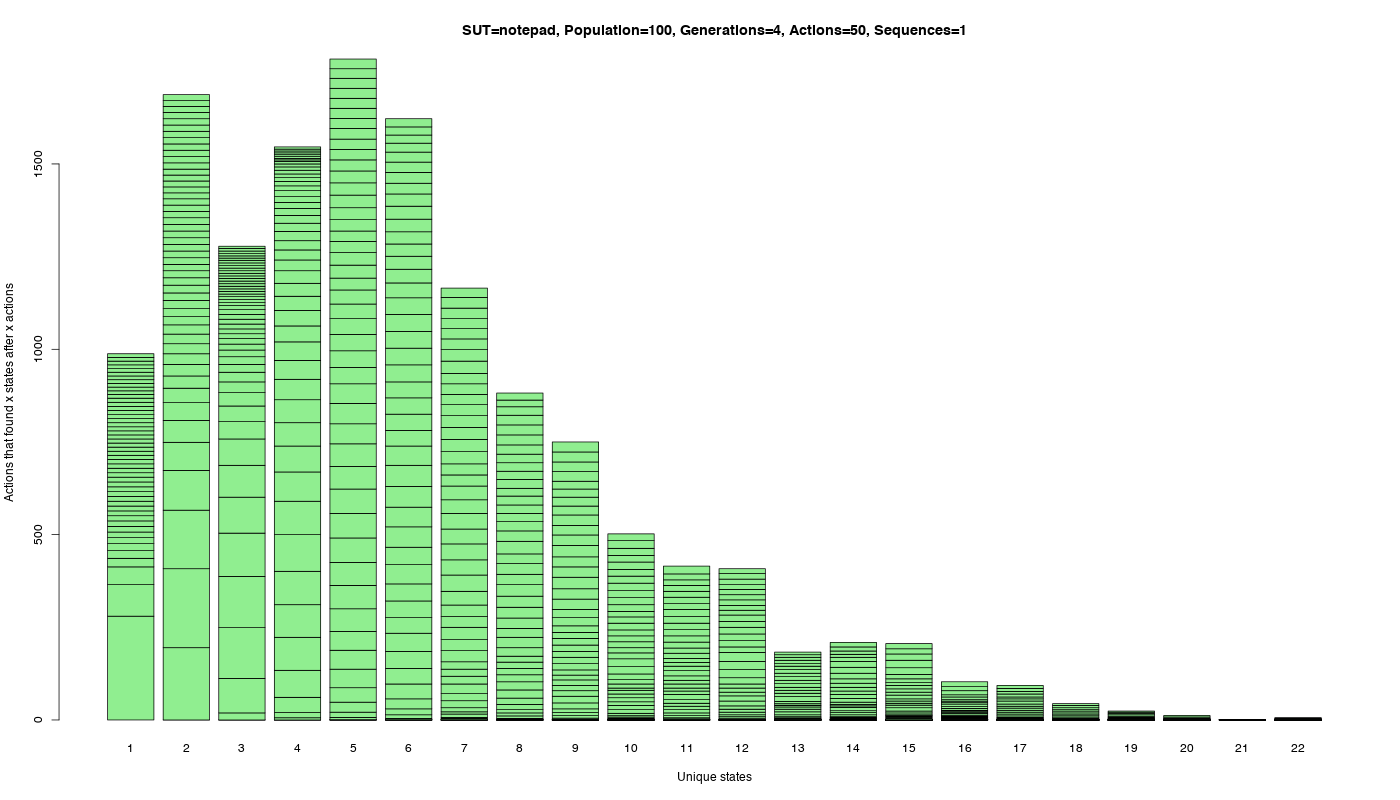 SUT=notepad, Population=100, Generations=4, Actions=50, Sequences=1
Actions that found x states after x actions
1500
1000
500
0
1 2 3 4 5 6 7 8 9 10 11 12 13 14 15 16 17 18 19 20 21 22
Unique states